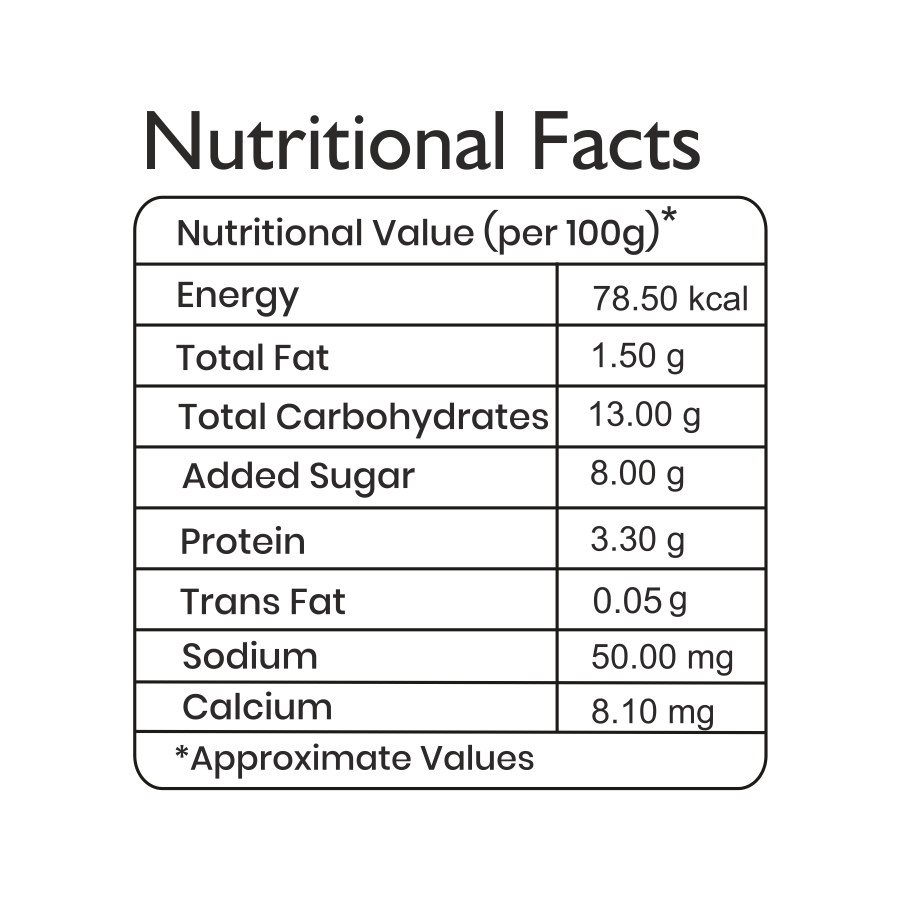 Nutritional Facts
Nutritional Value (per 100g)*
Energy 78.50 kcal
Total Fat 1.50 g
Total Carbohydrates 13.00 g
Added Sugar 8.00 g
Protein 3.30 g
Trans Fat 0.05 g
Sodium 50.00 mg
Calcium 8.10 mg
*Approximate Values